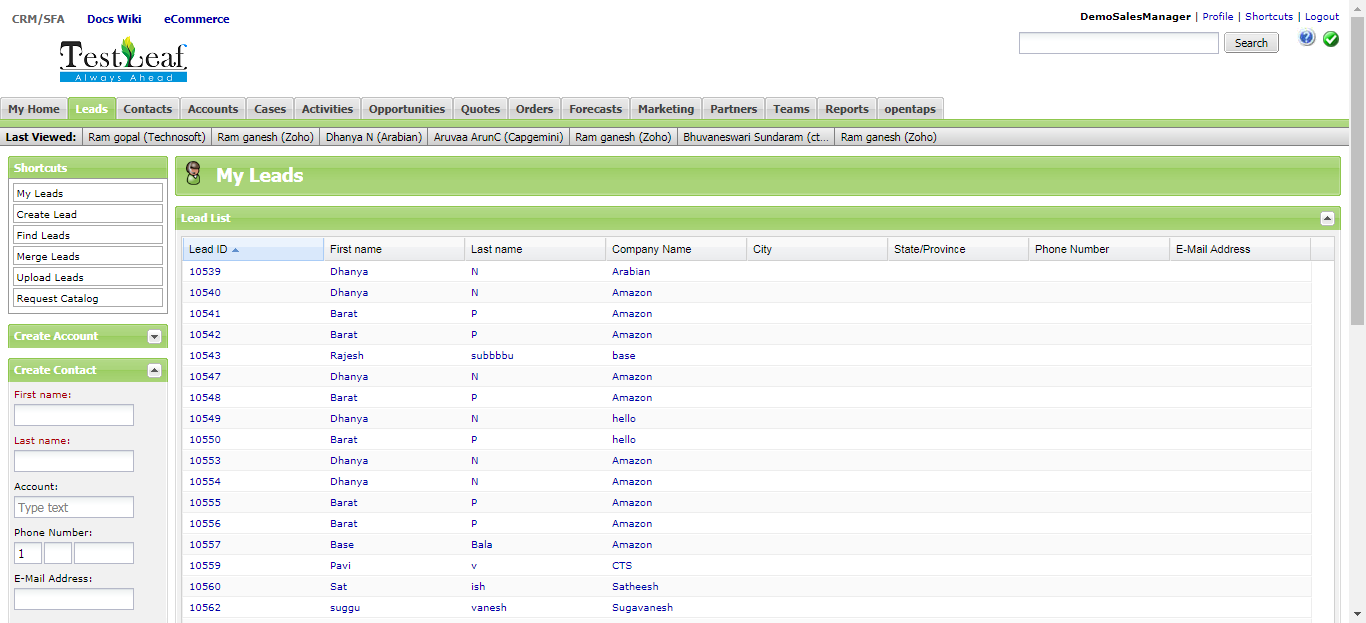 CRM/SFA Docs Wiki eCommerce
DemoSalesManager | Profile | Shortcuts | Logout
TestLeaf
Always Ahead
Search
My Home Leads Contacts Accounts Cases Activities Opportunities Quotes Orders Forecasts Marketing Partners Teams Reports opentaps
Last Viewed: Ram gopal (Technosoft) Ram ganesh (Zoho) Dhanya N (Arabian) Aruvaa ArunC (Capgemini) Ram ganesh (Zoho) Bhuvaneswari Sundaram (ct... Ram ganesh (Zoho)
Shortcuts
My Leads
Create Lead
Find Leads
Merge Leads
Upload Leads
Request Catalog
Create Account
Create Contact
First name:
Last name:
Account:
Type text
Phone Number:
1
E-Mail Address:
My Leads
Lead List
Lead ID First name Last name Company Name City State/Province Phone Number E-Mail Address
10539 Dhanya N Arabian
10540 Dhanya N Amazon
10541 Barat P Amazon
10542 Barat P Amazon
10543 Rajesh subbbbu base
10547 Dhanya N Amazon
10548 Barat P Amazon
10549 Dhanya N hello
10550 Barat P hello
10553 Dhanya N Amazon
10554 Dhanya N Amazon
10555 Barat P Amazon
10556 Barat P Amazon
10557 Base Bala Amazon
10559 Pavi v CTS
10560 Sat ish Satheesh
10562 suggu vanesh Sugavanesh